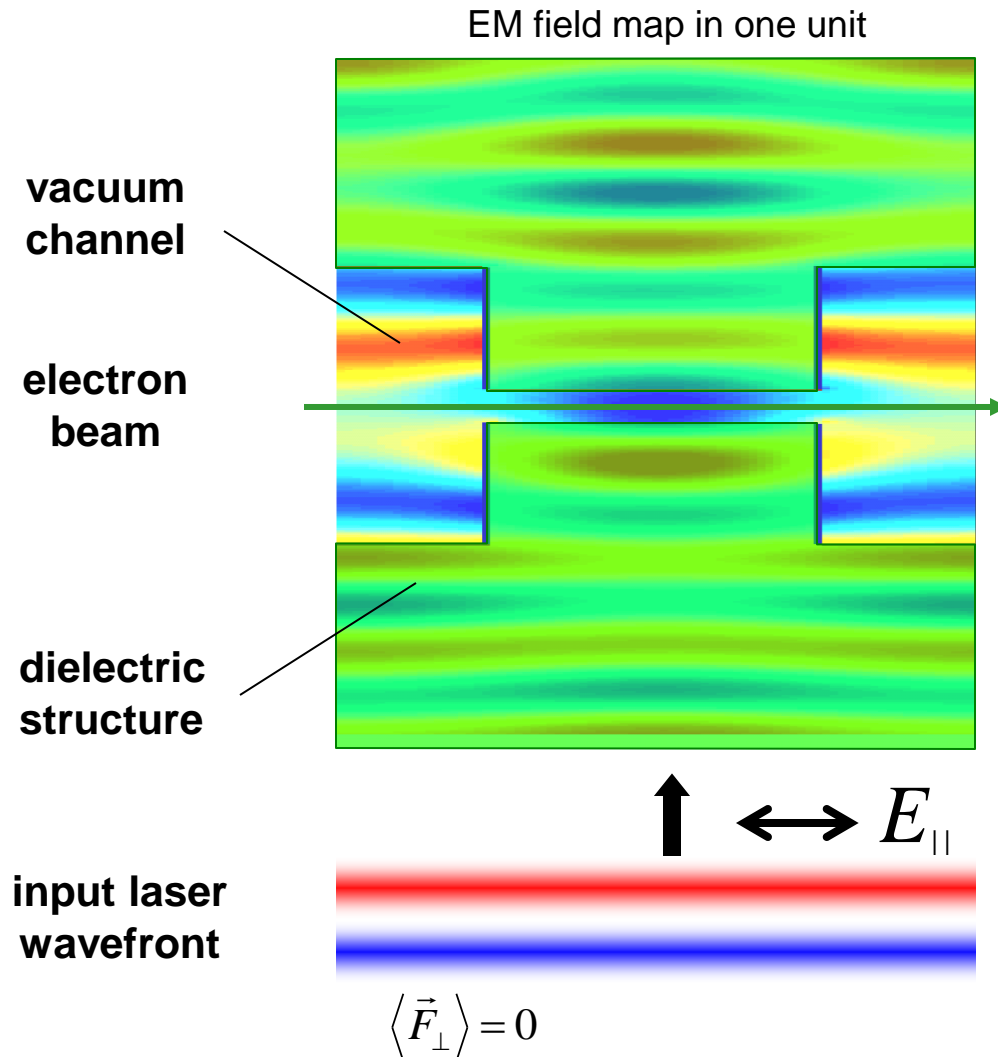 EM field map in one unit
vacuum
channel
electron
beam
dielectric
structure
E||
input laser
wavefront
⟨F⃗⊥⟩ = 0